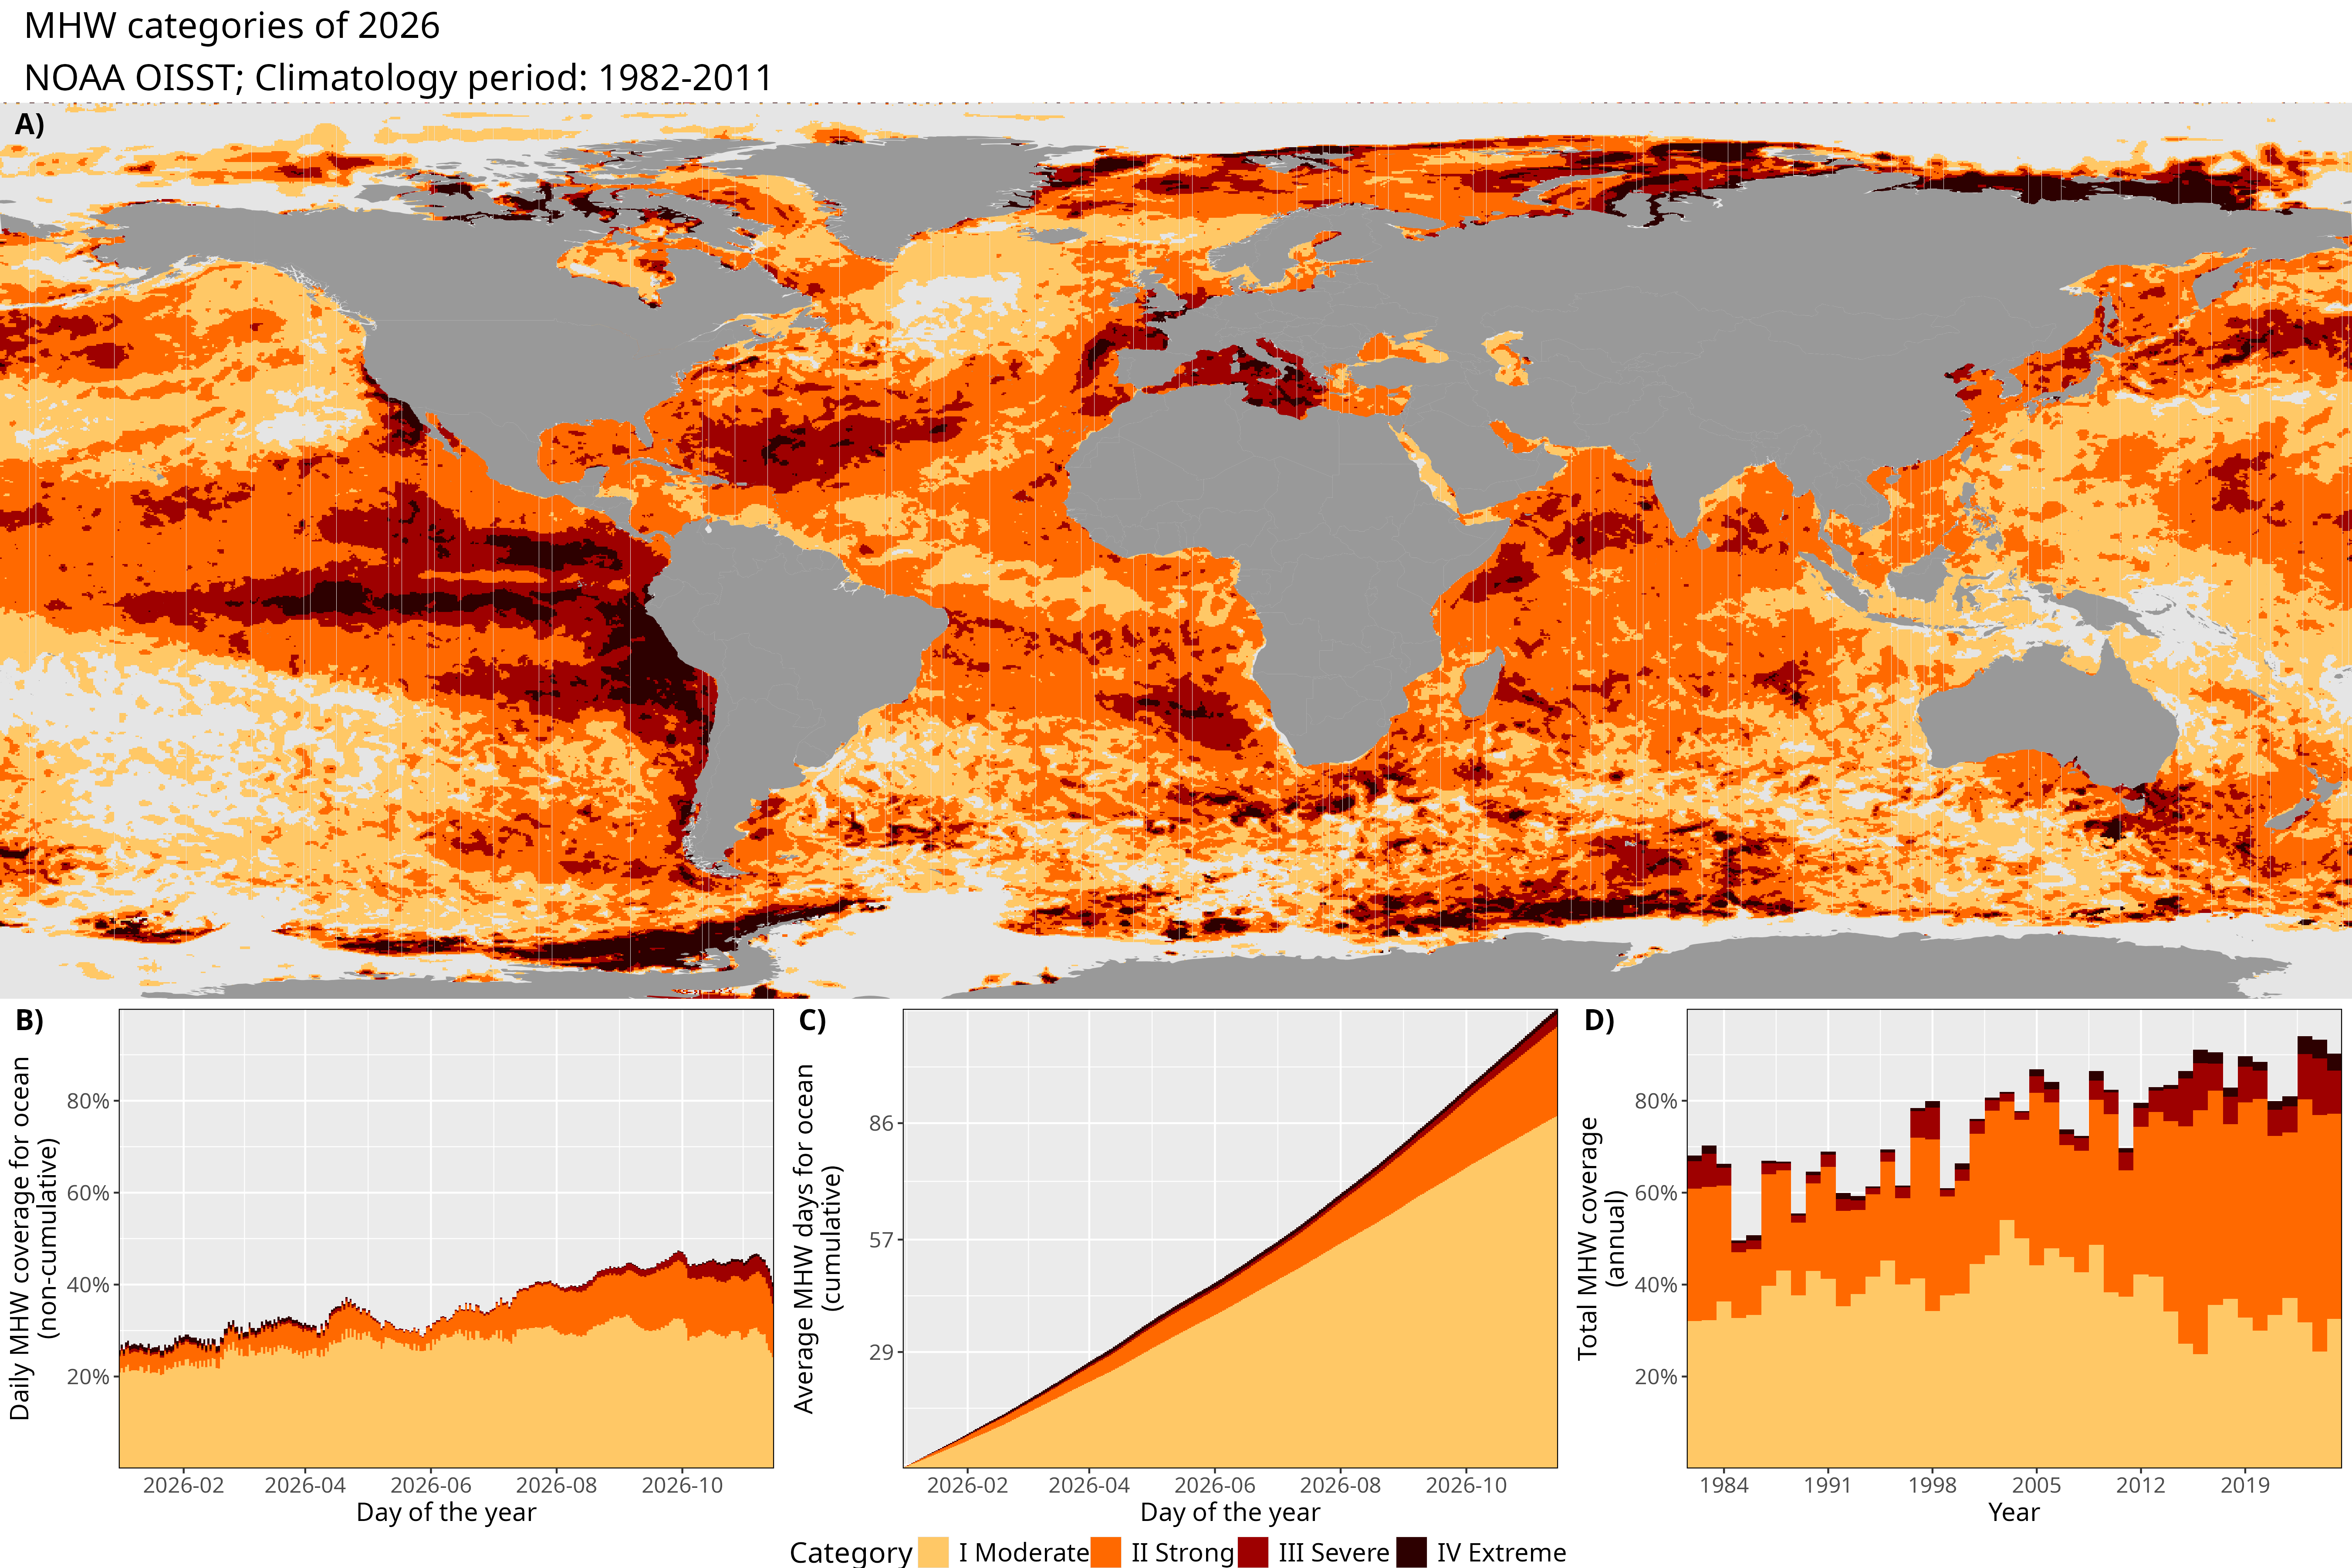 MHW categories of 2026
NOAA OISST; Climatology period: 1982-2011
A)
B)
Daily MHW coverage for ocean
(non-cumulative)
80%
60%
40%
20%
2026-02 2026-04 2026-06 2026-08 2026-10
Day of the year
C)
Average MHW days for ocean
(cumulative)
86
57
29
2026-02 2026-04 2026-06 2026-08 2026-10
Day of the year
D)
Total MHW coverage
(annual)
80%
60%
40%
20%
1984 1991 1998 2005 2012 2019
Year
Category I Moderate II Strong III Severe IV Extreme